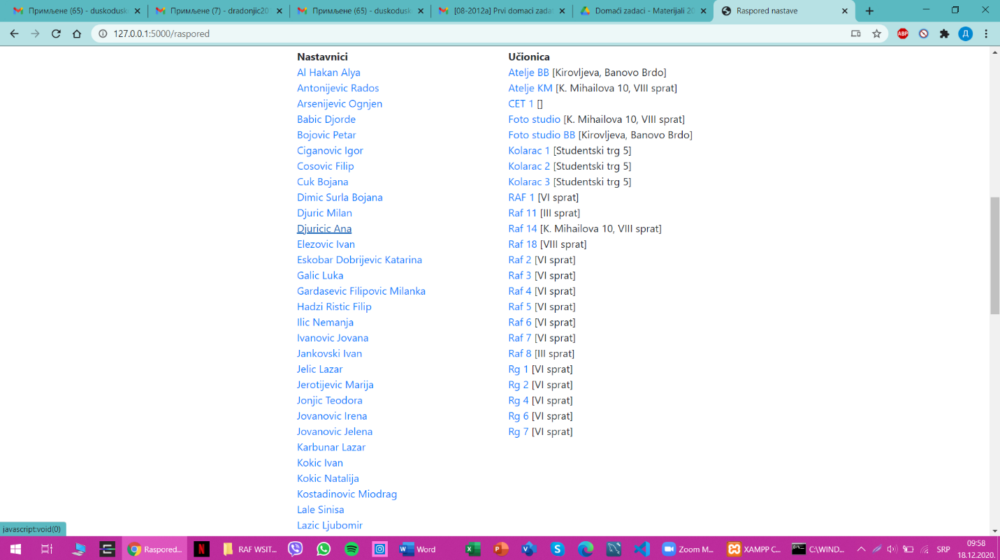 Примљене (65) - duskodusk
Примљене (7) - dradonjic20
Примљене (65) - duskodusk
[08-2012a] Prvi domaci zadat
Domaći zadaci - Materijali 20
Raspored nastave
127.0.0.1:5000/raspored
ABP
Д
Nastavnici
Al Hakan Alya
Antonijevic Rados
Arsenijevic Ognjen
Babic Djorde
Bojovic Petar
Ciganovic Igor
Cosovic Filip
Cuk Bojana
Dimic Surla Bojana
Djuric Milan
Djuricic Ana
Elezovic Ivan
Eskobar Dobrijevic Katarina
Galic Luka
Gardasevic Filipovic Milanka
Hadzi Ristic Filip
Ilic Nemanja
Ivanovic Jovana
Jankovski Ivan
Jelic Lazar
Jerotijevic Marija
Jonjic Teodora
Jovanovic Irena
Jovanovic Jelena
Karbunar Lazar
Kokic Ivan
Kokic Natalija
Kostadinovic Miodrag
Lale Sinisa
Lazic Ljubomir
Učionica
Atelje BB [Kirovljeva, Banovo Brdo]
Atelje KM [K. Mihailova 10, VIII sprat]
CET 1 []
Foto studio [K. Mihailova 10, VIII sprat]
Foto studio BB [Kirovljeva, Banovo Brdo]
Kolarac 1 [Studentski trg 5]
Kolarac 2 [Studentski trg 5]
Kolarac 3 [Studentski trg 5]
RAF 1 [VI sprat]
Raf 11 [III sprat]
Raf 14 [K. Mihailova 10, VIII sprat]
Raf 18 [VIII sprat]
Raf 2 [VI sprat]
Raf 3 [VI sprat]
Raf 4 [VI sprat]
Raf 5 [VI sprat]
Raf 6 [VI sprat]
Raf 7 [VI sprat]
Raf 8 [III sprat]
Rg 1 [VI sprat]
Rg 2 [VI sprat]
Rg 4 [VI sprat]
Rg 6 [VI sprat]
Rg 7 [VI sprat]
javascript:void(0)
Raspored...
RAF WSIT...
Word
Zoom M...
XAMPP C...
C:\WIND...
SRP
09:58
18.12.2020.